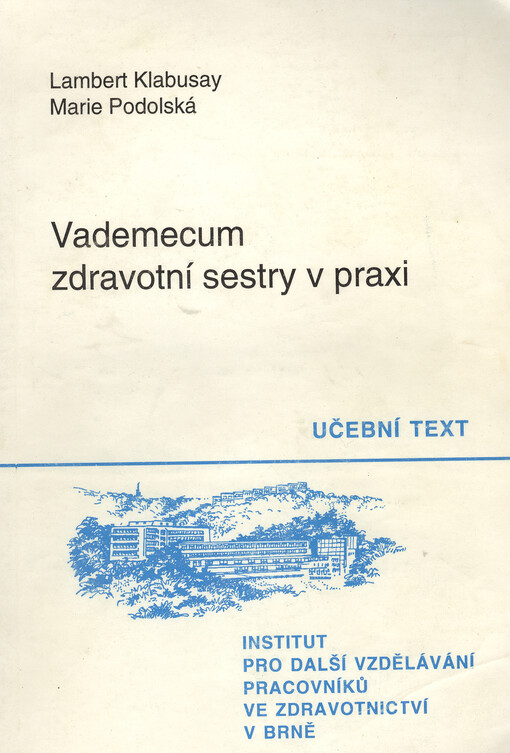 Lambert Klabusay
Marie Podolská
Vademecum
zdravotní sestry v praxi
UČEBNÍ TEXT
INSTITUT
PRO DALŠÍ VZDĚLÁVÁNÍ
PRACOVNÍKŮ
VE ZDRAVOTNICTVÍ
V BRNĚ